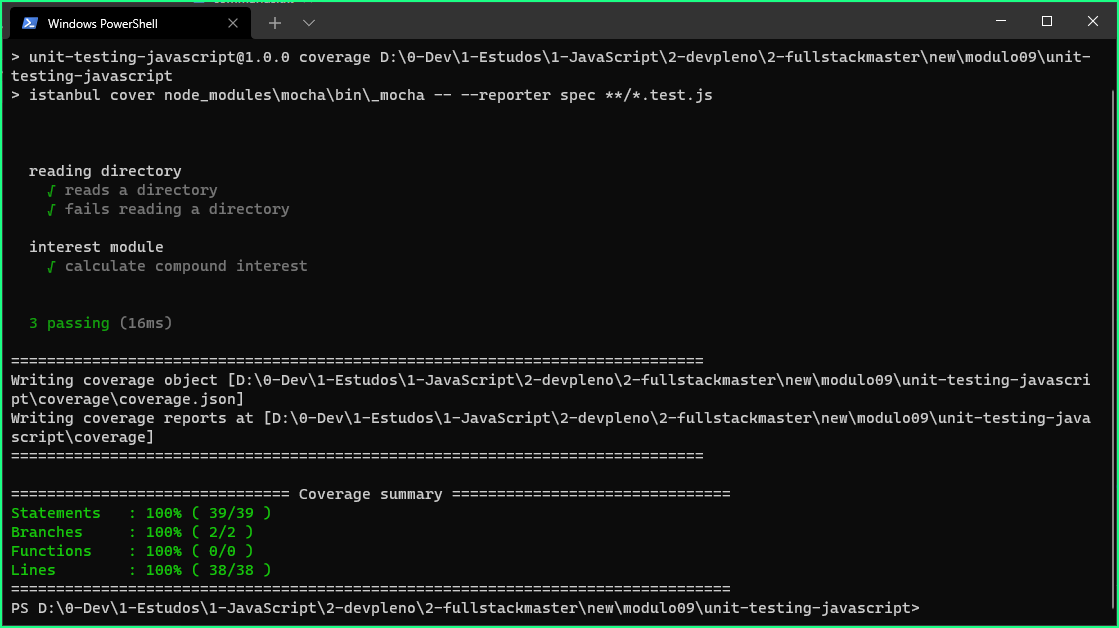 Windows PowerShell
> unit-testing-javascript@1.0.0 coverage D:\0-Dev\1-Estudos\1-JavaScript\2-devpleno\2-fullstackmaster\new\modulo09\unit-
testing-javascript
> istanbul cover node_modules\mocha\bin\_mocha -- --reporter spec **/*.test.js
reading directory
√ reads a directory
√ fails reading a directory
interest module
√ calculate compound interest
3 passing (16ms)
=============================================================================
Writing coverage object [D:\0-Dev\1-Estudos\1-JavaScript\2-devpleno\2-fullstackmaster\new\modulo09\unit-testing-javascri
pt\coverage\coverage.json]
Writing coverage reports at [D:\0-Dev\1-Estudos\1-JavaScript\2-devpleno\2-fullstackmaster\new\modulo09\unit-testing-java
script\coverage]
=============================================================================
=============================== Coverage summary ===============================
Statements   : 100% ( 39/39 )
Branches     : 100% ( 2/2 )
Functions    : 100% ( 0/0 )
Lines        : 100% ( 38/38 )
================================================================================
PS D:\0-Dev\1-Estudos\1-JavaScript\2-devpleno\2-fullstackmaster\new\modulo09\unit-testing-javascript>